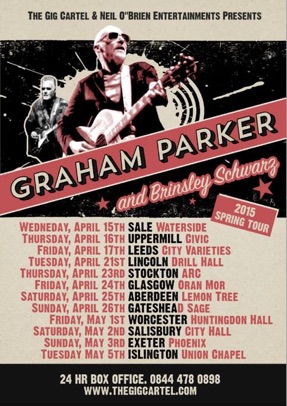 The Gig Cartel & Neil O"Brien Entertainments Presents
GRAHAM PARKER
and Brinsley Schwarz
2015
SPRING TOUR
Wedneday, April 15th SALE Waterside
Thursday, April 16th UPPERMILL Civic
Friday, April 17th LEEDS City Varieties
Tuesday, April 21st LINCOLN Drill Hall
Thursday, April 23rd STOCKTON ARC
Friday, April 24th GLASGOW Oran Mor
Saturday, April 25th ABERDEEN Lemon Tree
Sunday, April 26th GATESHEAD Sage
Friday, May 1st WORCESTER Huntingdon Hall
Saturday, May 2nd SALISBURY City Hall
Sunday, May 3rd EXETER Phoenix
Tuesday May 5th ISLINGTON Union Chapel
24 HR BOX OFFICE. 0844 478 0898
WWW.THEGIGCARTEL.COM